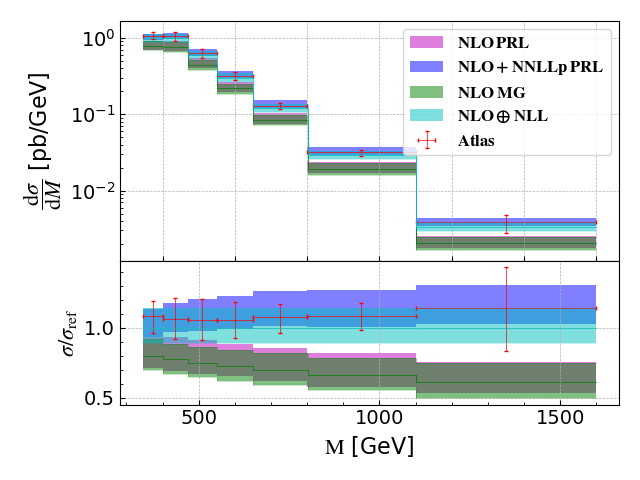 10⁰
10⁻¹
10⁻²
dσ/dM [pb/GeV]
NLO PRL
NLO + NNLLp PRL
NLO MG
NLO ⊕ NLL
Atlas
1.0
0.5
σ/σ_ref
500 1000 1500
M [GeV]